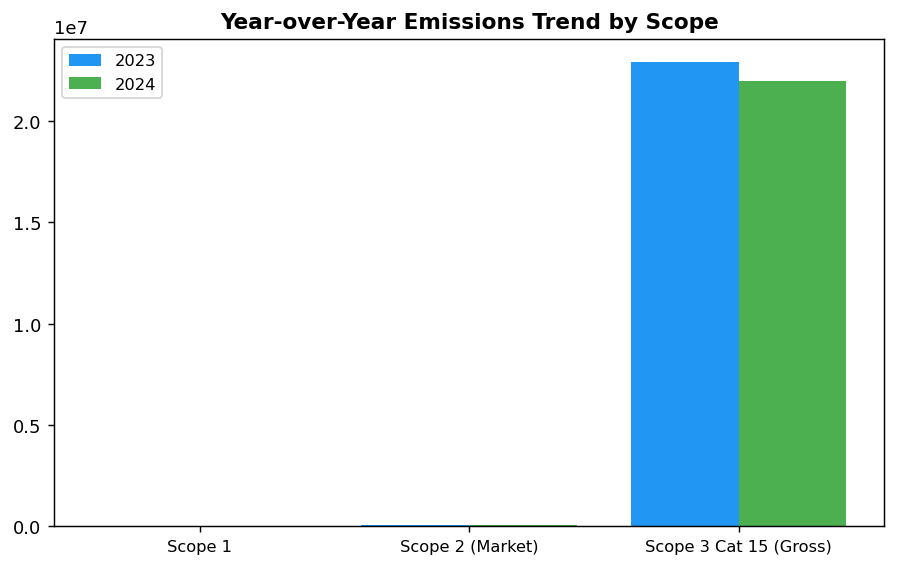 Year-over-Year Emissions Trend by Scope
1e7
2023
2024
2.0
1.5
1.0
0.5
0.0
Scope 1
Scope 2 (Market)
Scope 3 Cat 15 (Gross)